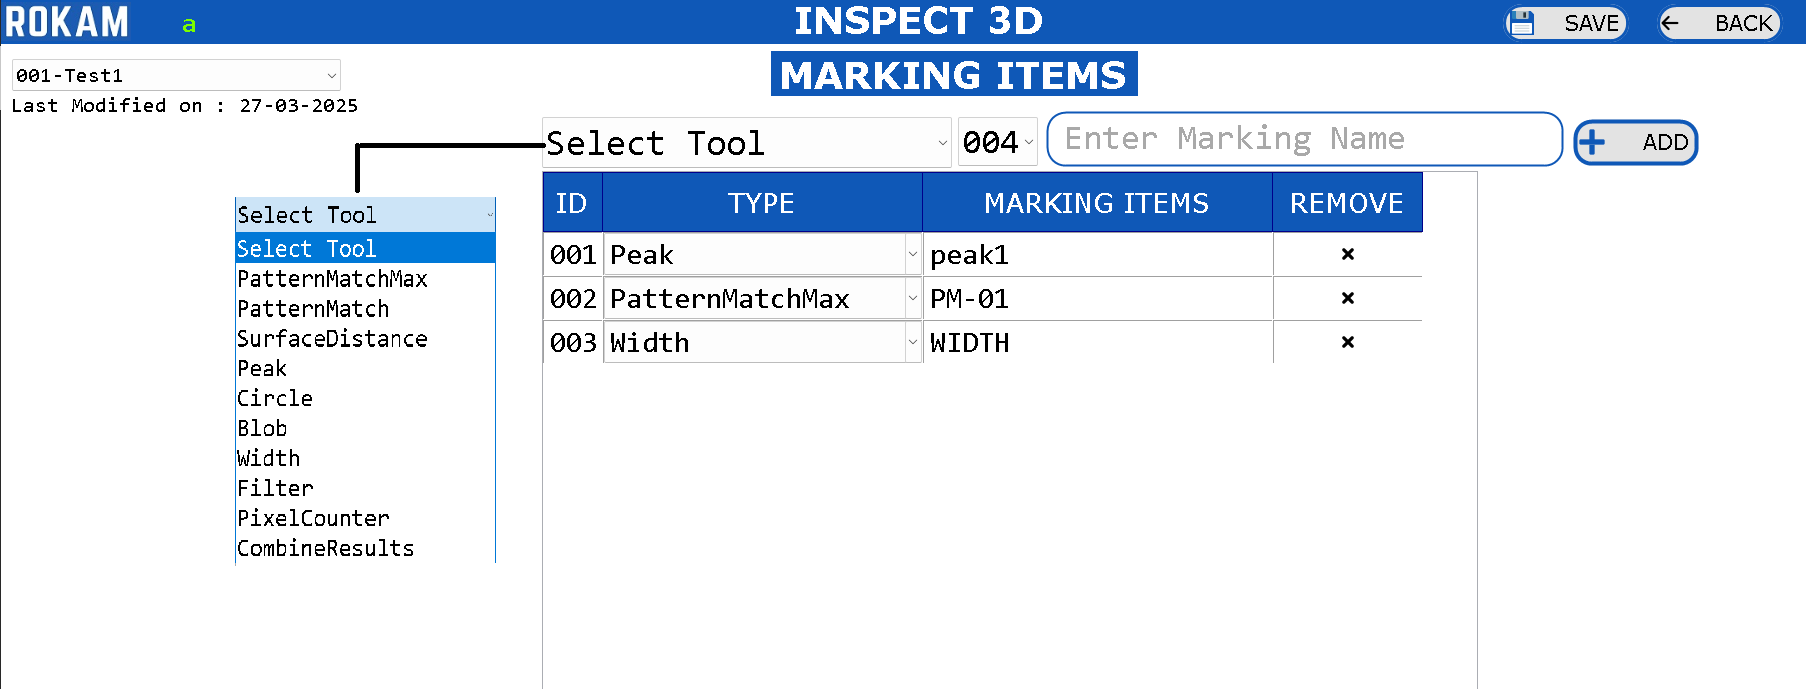 ROKAM
a
INSPECT 3D
SAVE
BACK
001-Test1
MARKING ITEMS
Last Modified on : 27-03-2025
Select Tool
004
Enter Marking Name
ADD
Select Tool
Select Tool
PatternMatchMax
PatternMatch
SurfaceDistance
Peak
Circle
Blob
Width
Filter
PixelCounter
CombineResults
ID TYPE MARKING ITEMS REMOVE
001 Peak peak1 ×
002 PatternMatchMax PM-01 ×
003 Width WIDTH ×